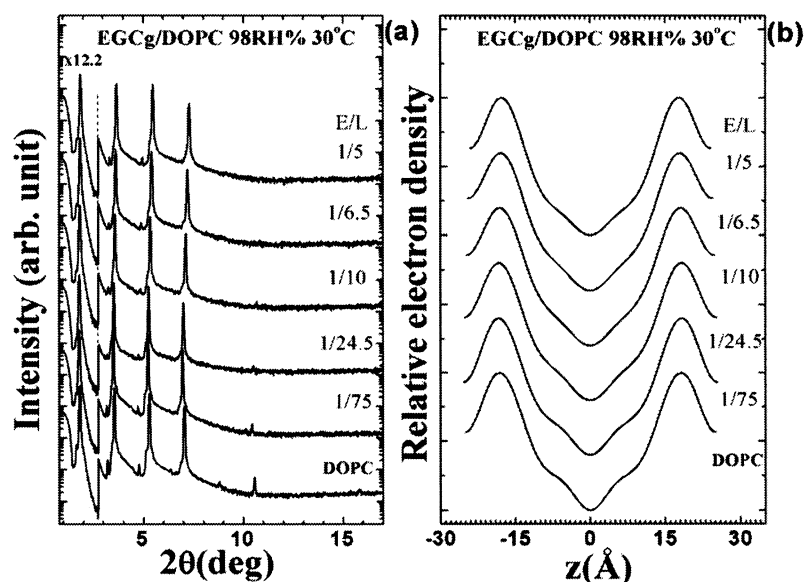 EGCg/DOPC 98RH% 30°C
(a)
x12.2
E/L
1/5
1/6.5
1/10
1/24.5
1/75
DOPC
Intensity (arb. unit)
5
10
15
2θ(deg)
EGCg/DOPC 98RH% 30°C
(b)
E/L
1/5
1/6.5
1/10
1/24.5
1/75
DOPC
Relative electron density
-30
-15
0
15
30
z(Å)